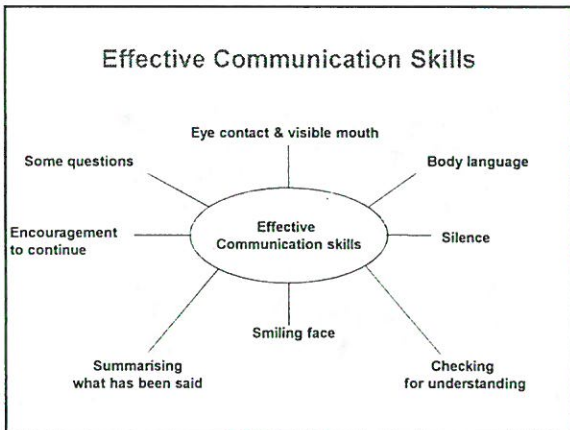 Effective Communication Skills
Eye contact & visible mouth
Some questions
Body language
Encouragement
to continue
Effective
Communication skills
Silence
Smiling face
Summarising
what has been said
Checking
for understanding